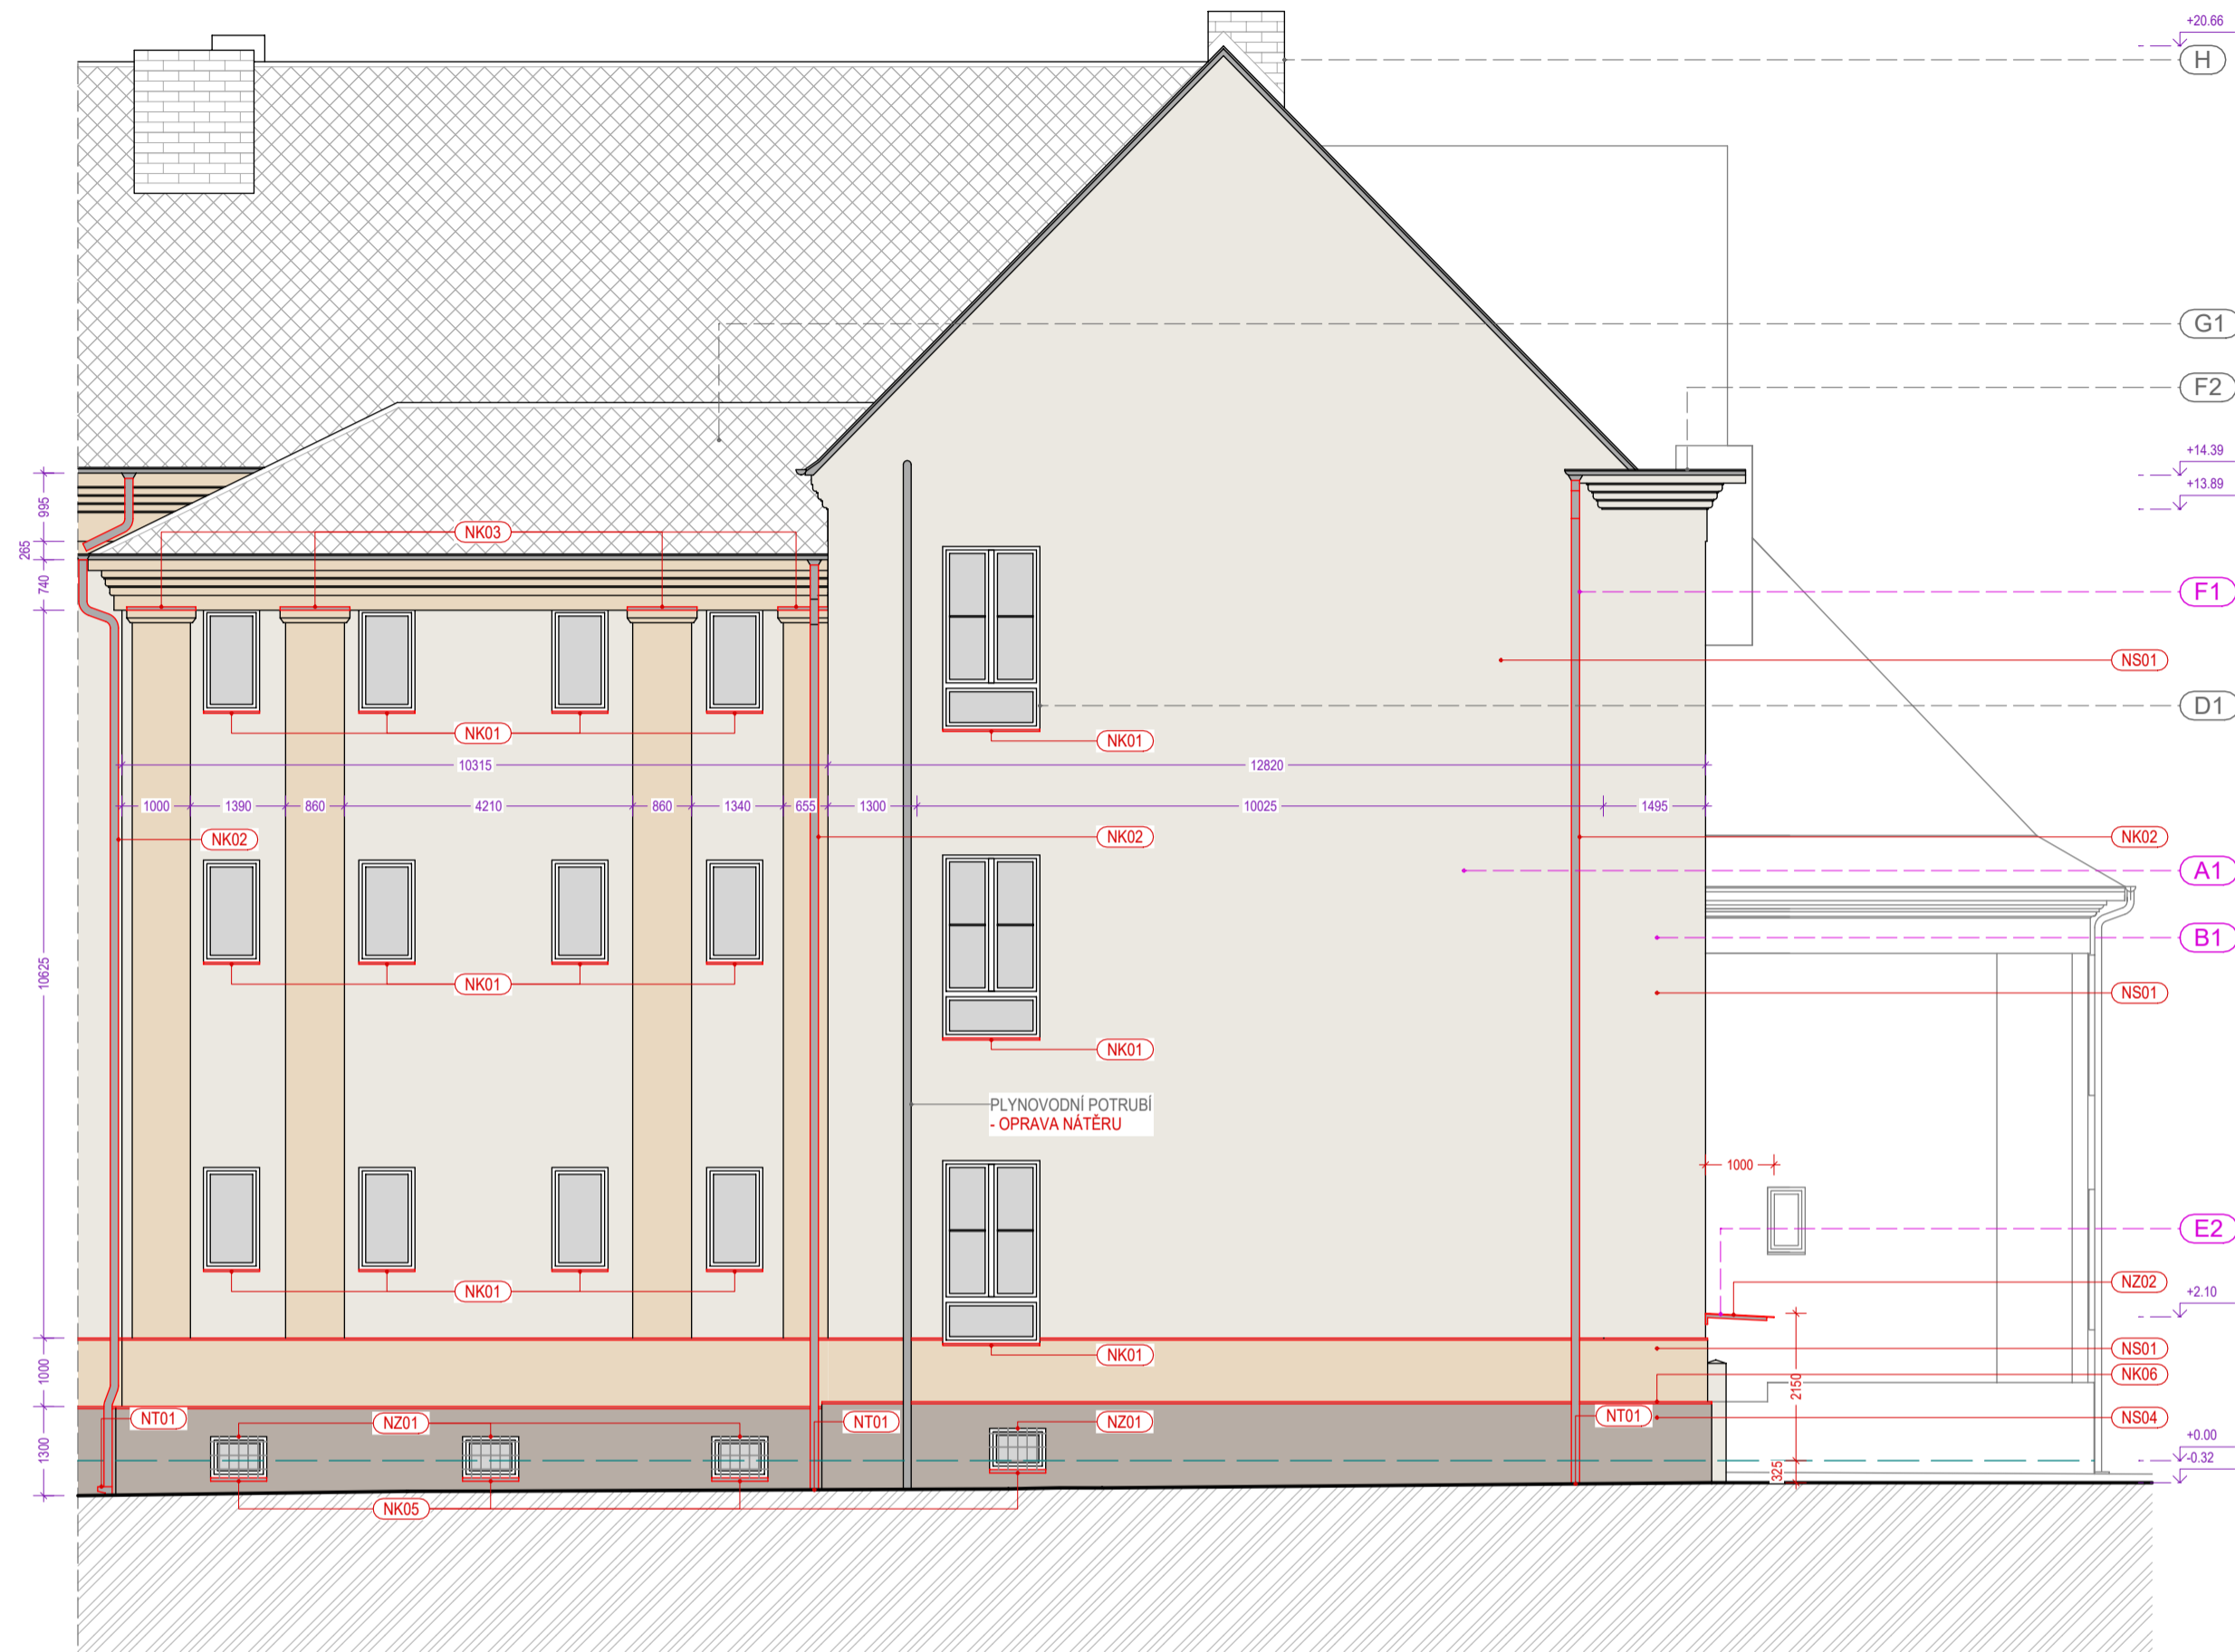 +20.66
H
G1
F2
+14.39
+13.89
995
265
740
NK03
F1
NS01
D1
NK01
NK01
10315
12820
1000
1390
860
4210
860
1340
655
1300
10025
1495
NK02
NK02
NK02
A1
B1
10625
NK01
NS01
NK01
PLYNOVODNÍ POTRUBÍ
- OPRAVA NÁTĚRU
1000
E2
NZ02
NK01
+2.10
NS01
NK01
1000
NK06
2150
NT01
NZ01
NT01
NZ01
NT01
NS04
1300
+0.00
-0.32
325
NK05